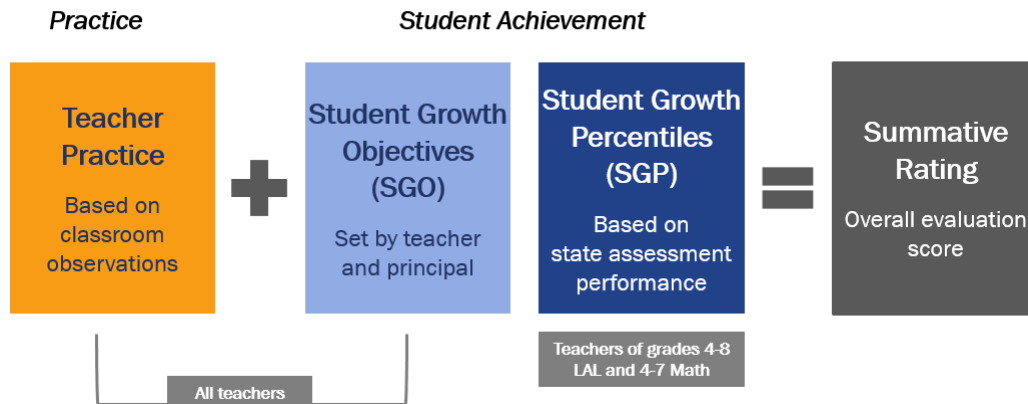 Practice
Student Achievement
Teacher
Practice
Based on
classroom
observations
Student Growth
Objectives
(SGO)
Set by teacher
and principal
Student Growth
Percentiles
(SGP)
Based on
state assessment
performance
Summative
Rating
Overall evaluation
score
All teachers
Teachers of grades 4-8
LAL and 4-7 Math